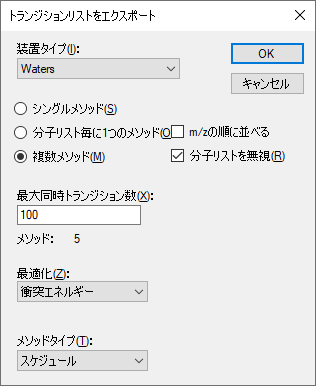 トランジションリストをエクスポート
装置タイプ(I):
Waters
OK
キャンセル
シングルメソッド(S)
分子リスト毎に1つのメソッド(O
m/zの順に並べる
複数メソッド(M)
分子リストを無視(R)
最大同時トランジション数(X):
100
メソッド: 5
最適化(Z):
衝突エネルギー
メソッドタイプ(T):
スケジュール